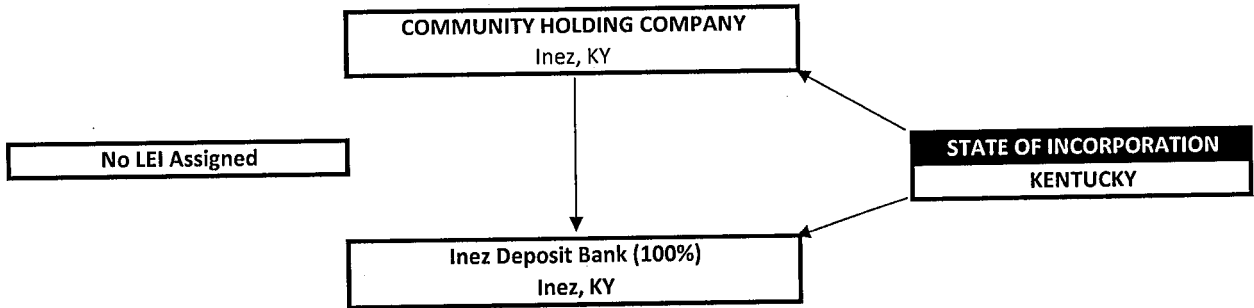 COMMUNITY HOLDING COMPANY
Inez, KY
No LEI Assigned
STATE OF INCORPORATION
KENTUCKY
Inez Deposit Bank (100%)
Inez, KY